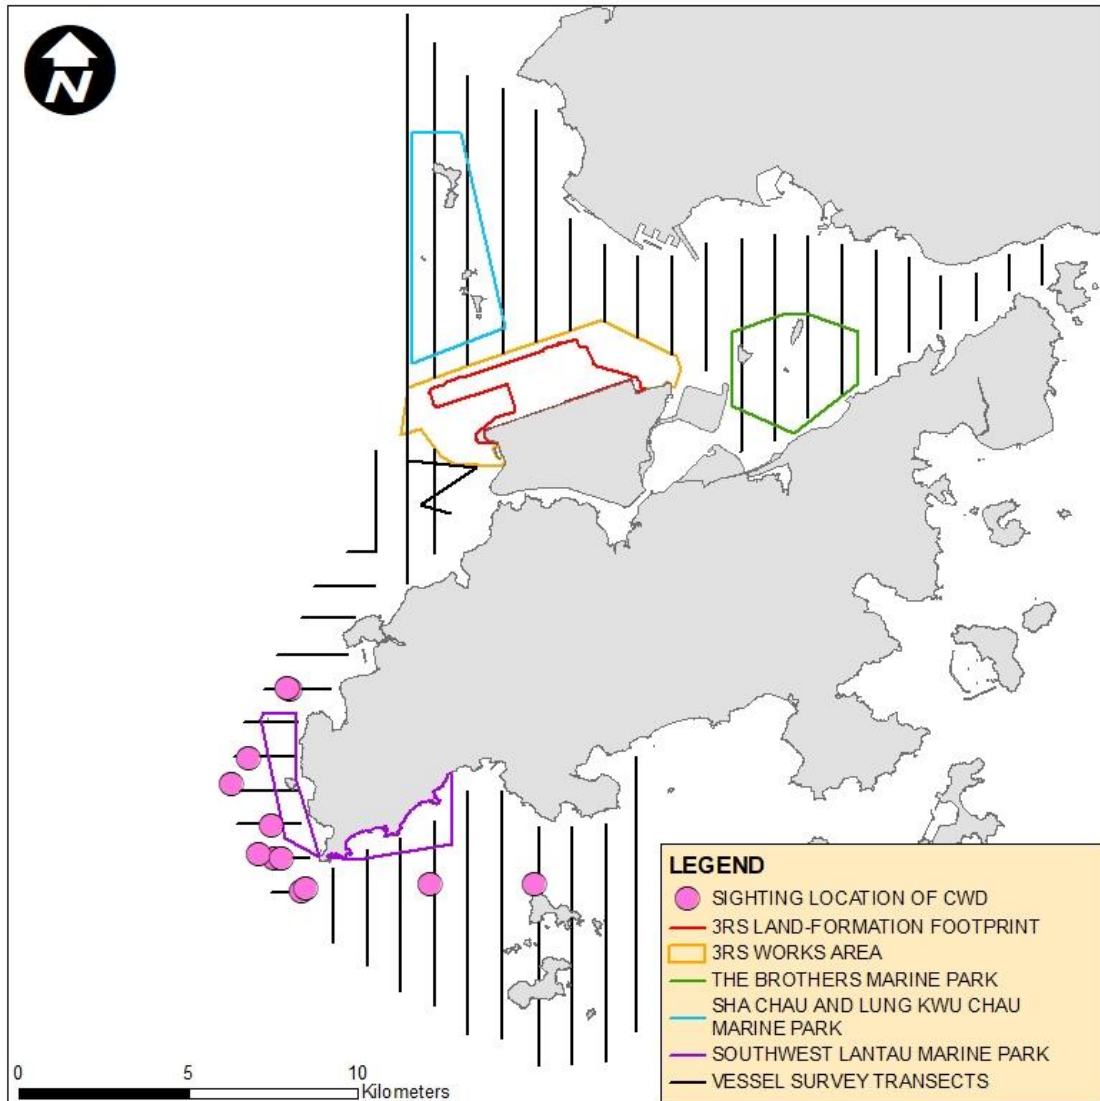 N
LEGEND
SIGHTING LOCATION OF CWD
3RS LAND-FORMATION FOOTPRINT
3RS WORKS AREA
THE BROTHERS MARINE PARK
SHA CHAU AND LUNG KWU CHAU
MARINE PARK
SOUTHWEST LANTAU MARINE PARK
VESSEL SURVEY TRANSECTS
0 5 10
Kilometers